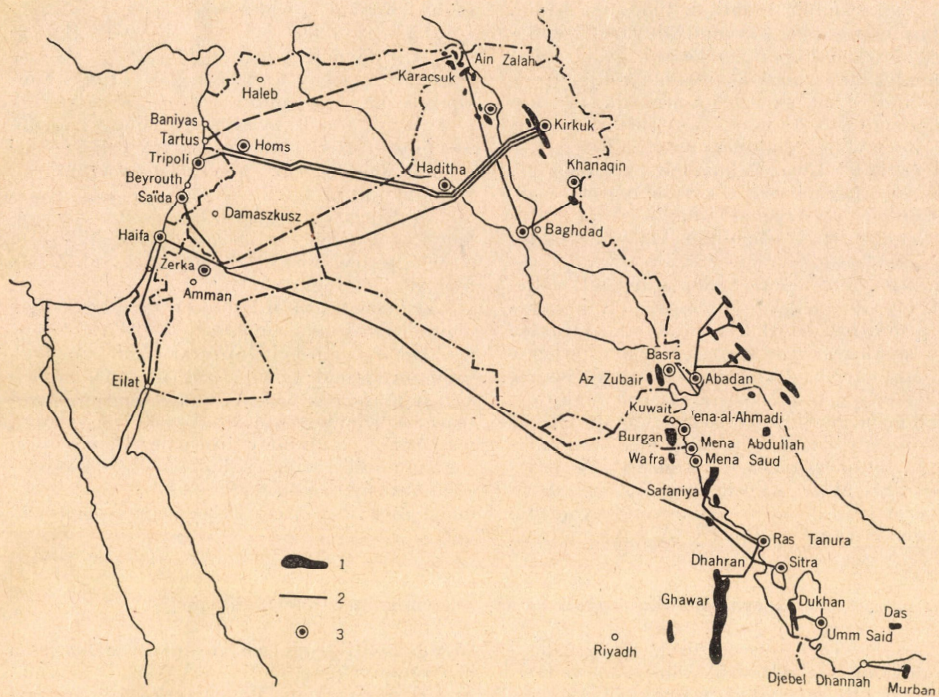 Ain Zalah
Karacsuk
Haleb
Baniyas
Tartus
Homs
Kirkuk
Tripoli
Khanaqin
Haditha
Beyrouth
Saïda
Damaszkusz
Haifa
Baghdad
Zerka
Amman
Basra
Az Zubair
Abadan
Eilat
Kuwait
'ena-al-Ahmadi
Burgan
Mena Abdullah
Wafra
Mena Saud
Safaniya
Ras Tanura
Dhahran
Sitra
1
2
3
Ghawar
Dukhan
Das
Umm Said
Riyadh
Djebel Dhannah
Murban